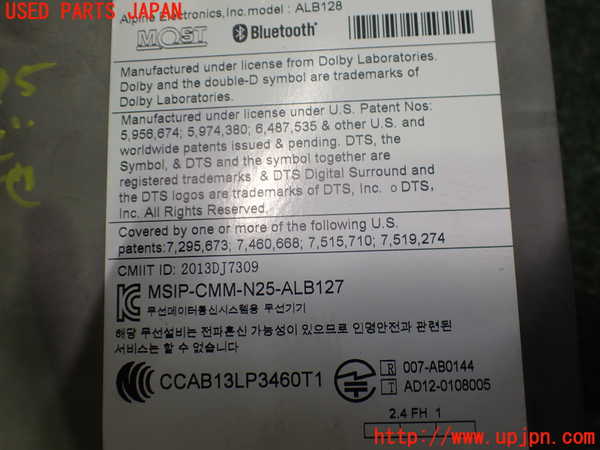 USED PARTS JAPAN
Alpine Electronics,Inc.model : ALB128
MOST Bluetooth®
Manufactured under license from Dolby Laboratories.
Dolby and the double-D symbol are trademarks of
Dolby Laboratories.
Manufactured under license under U.S. Patent Nos:
5,956,674; 5,974,380; 6,487,535 & other U.S. and
worldwide patents issued & pending. DTS, the
Symbol, & DTS and the symbol together are
registered trademarks & DTS Digital Surround and
the DTS logos are trademarks of DTS, Inc. o DTS,
Inc. All Rights Reserved.
Covered by one or more of the following U.S.
patents:7,295,673; 7,460,668; 7,515,710; 7,519,274
CMIIT ID: 2013DJ7309
MSIP-CMM-N25-ALB127
무선데이터통신시스템용 무선기기
해당 무선설비는 전파혼신 가능성이 있으므로 인명안전과 관련된
서비스는 할 수 없습니다
CCAB13LP3460T1
R 007-AB0144
T AD12-0108005
2.4 FH 1
http://www.upjpn.com